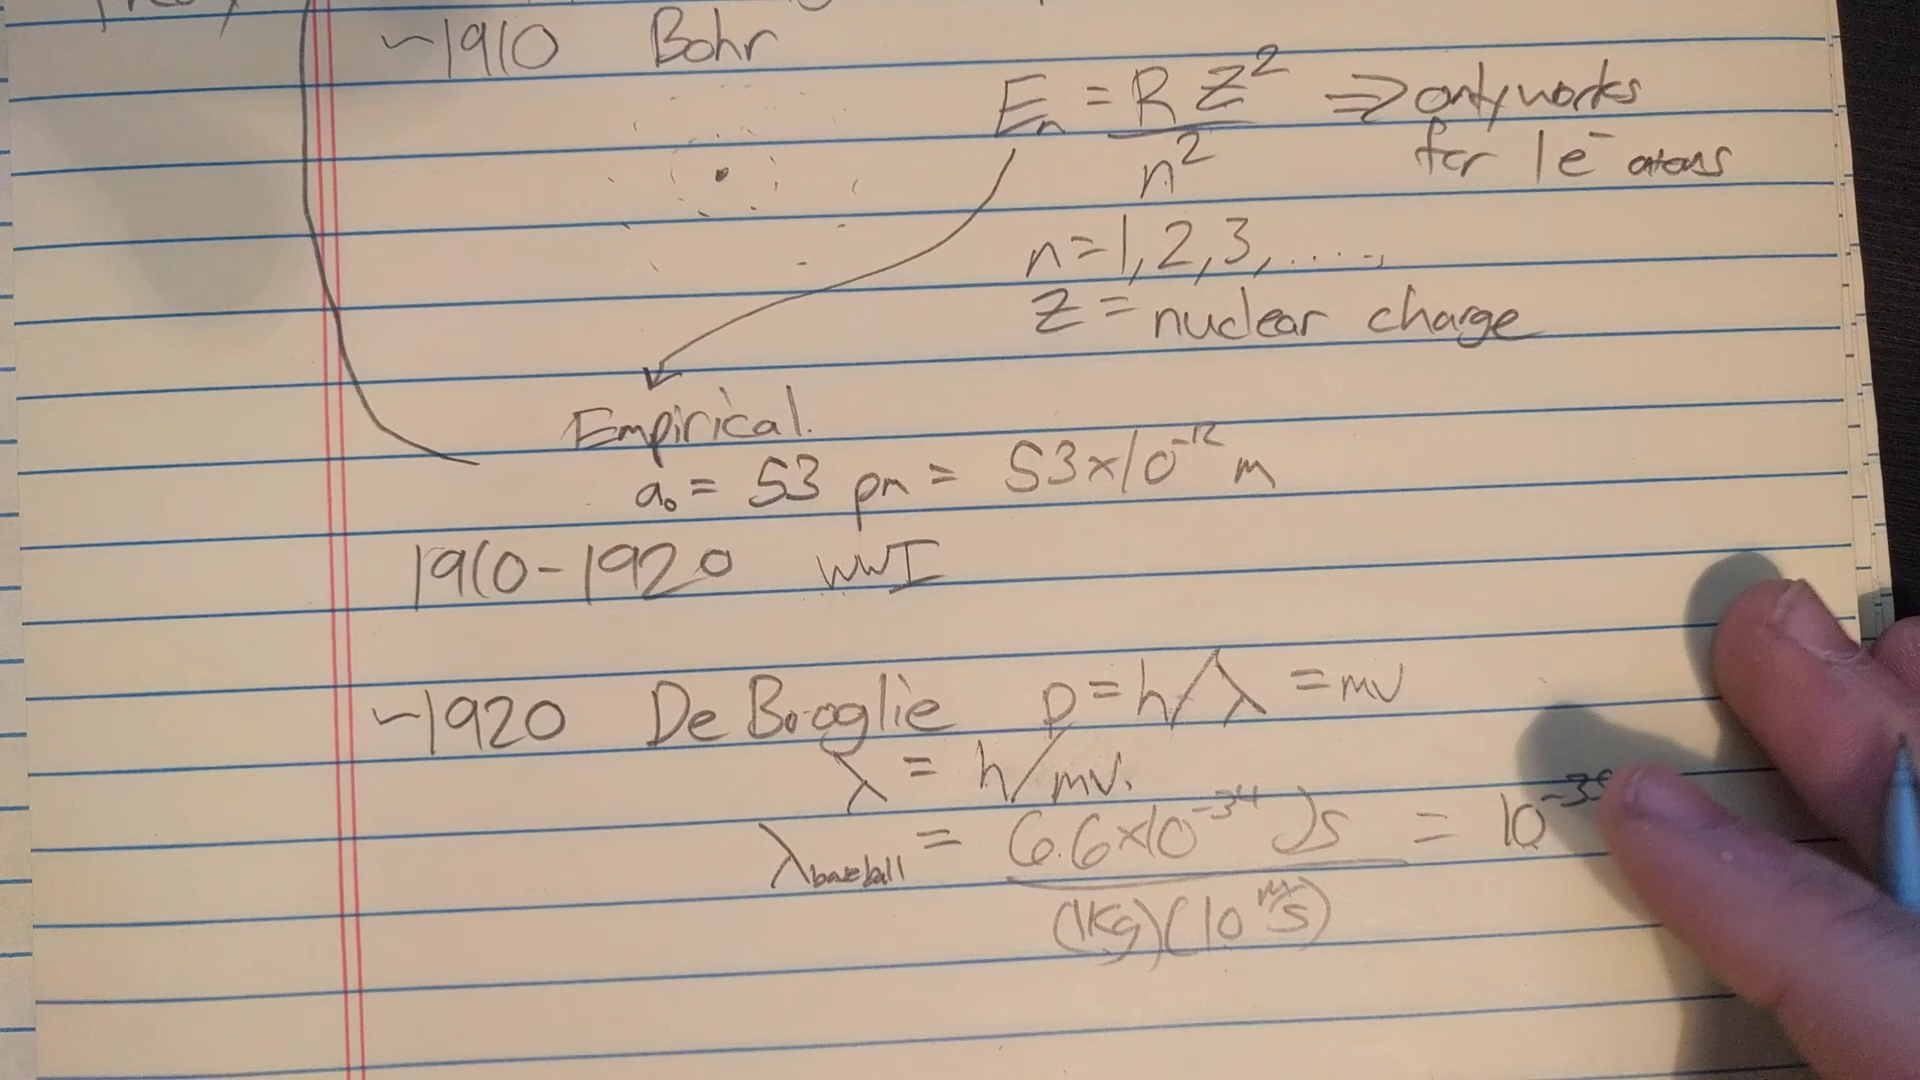 ~1910 Bohr
Eₙ = RZ²/n² ⇒ only works
for 1e⁻ atoms
n=1,2,3,.....
Z = nuclear charge
Empirical.
a₀ = 53 pm = 53×10⁻¹² m
1910-1920 WWI
~1920 De Broglie p=h/λ = mv
λ = h/mv.
λbaseball = 6.6×10⁻³⁴ Js = 10
(1kg)(10 m/s)